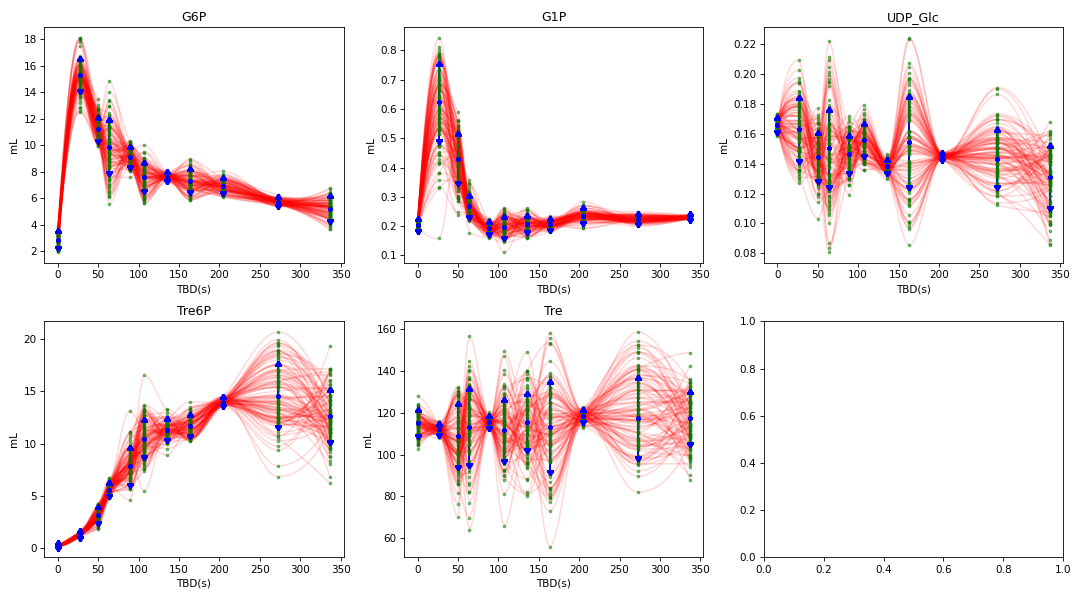 G6P
18
16
14
12
10
8
6
4
2
mL
0 50 100 150 200 250 300 350
TBD(s)
G1P
0.8
0.7
0.6
0.5
0.4
0.3
0.2
0.1
mL
0 50 100 150 200 250 300 350
TBD(s)
UDP_Glc
0.22
0.20
0.18
0.16
0.14
0.12
0.10
0.08
mL
0 50 100 150 200 250 300 350
TBD(s)
Tre6P
20
15
10
5
0
mL
0 50 100 150 200 250 300 350
TBD(s)
Tre
160
140
120
100
80
60
mL
0 50 100 150 200 250 300 350
TBD(s)
1.0
0.8
0.6
0.4
0.2
0.0
0.0 0.2 0.4 0.6 0.8 1.0